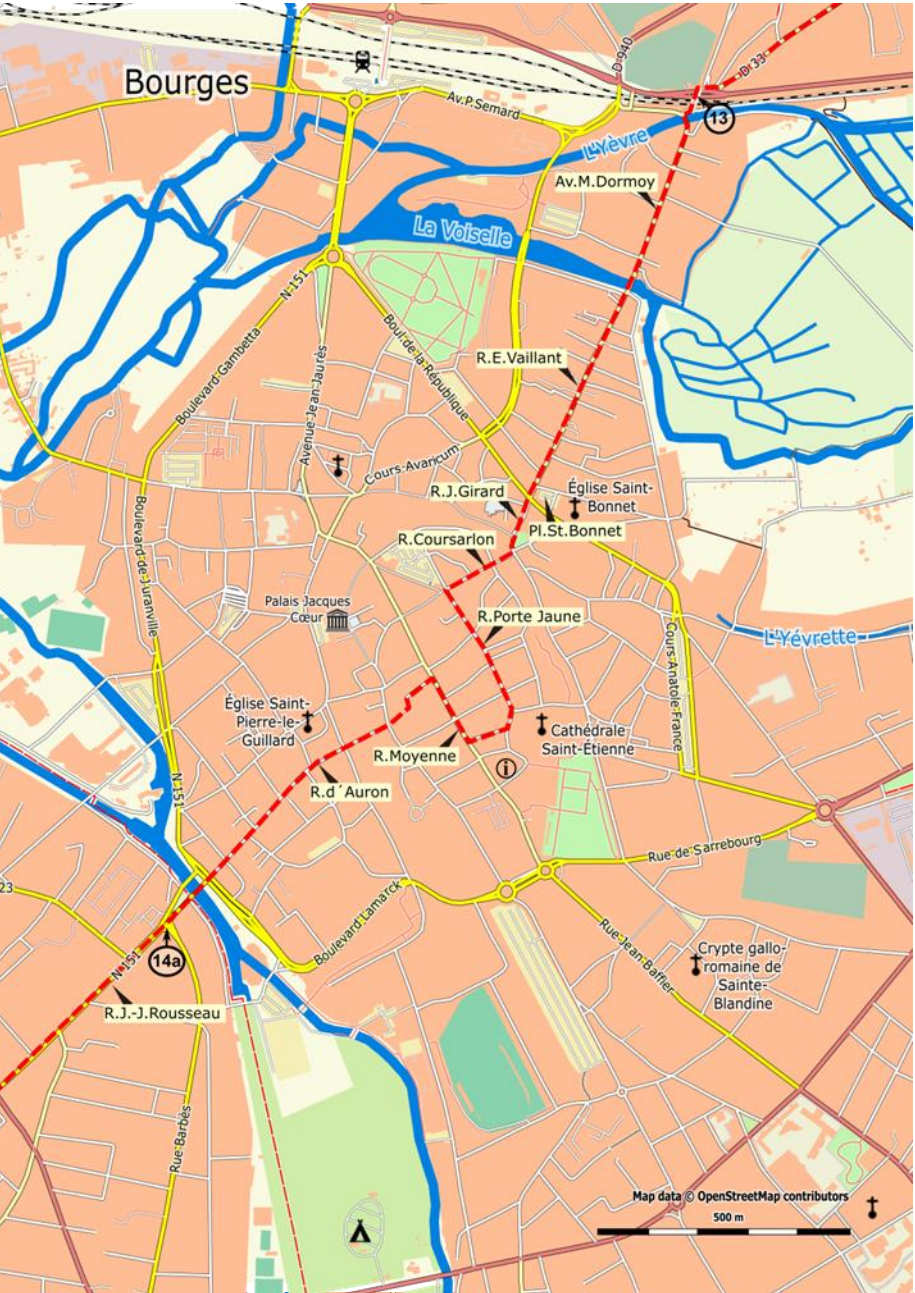 Bourges
D 940
D 33
Av.P.Semard
13
L'Yèvre
Av.M.Dormoy
La Voiselle
N 151
Boulevard Gambetta
Boul.de la République
Avenue Jean Jaurès
R.E.Vaillant
Cours Avaricum
R.J.Girard
Église Saint-
Bonnet
Pl.St.Bonnet
R.Coursarlon
Boulevard de Juranville
Palais Jacques
Cœur
R.Porte Jaune
L'Yévrette
Cours Anatole France
Église Saint-
Pierre-le-
Guillard
Cathédrale
Saint-Étienne
R.Moyenne
i
R.d´Auron
N 151
Rue de Sarrebourg
23
Boulevard Lamarck
Rue Jean Baffier
Crypte gallo-
romaine de
Sainte-
Blandine
14a
N 151
R.J.-J.Rousseau
Rue Barbès
Map data © OpenStreetMap contributors
500 m